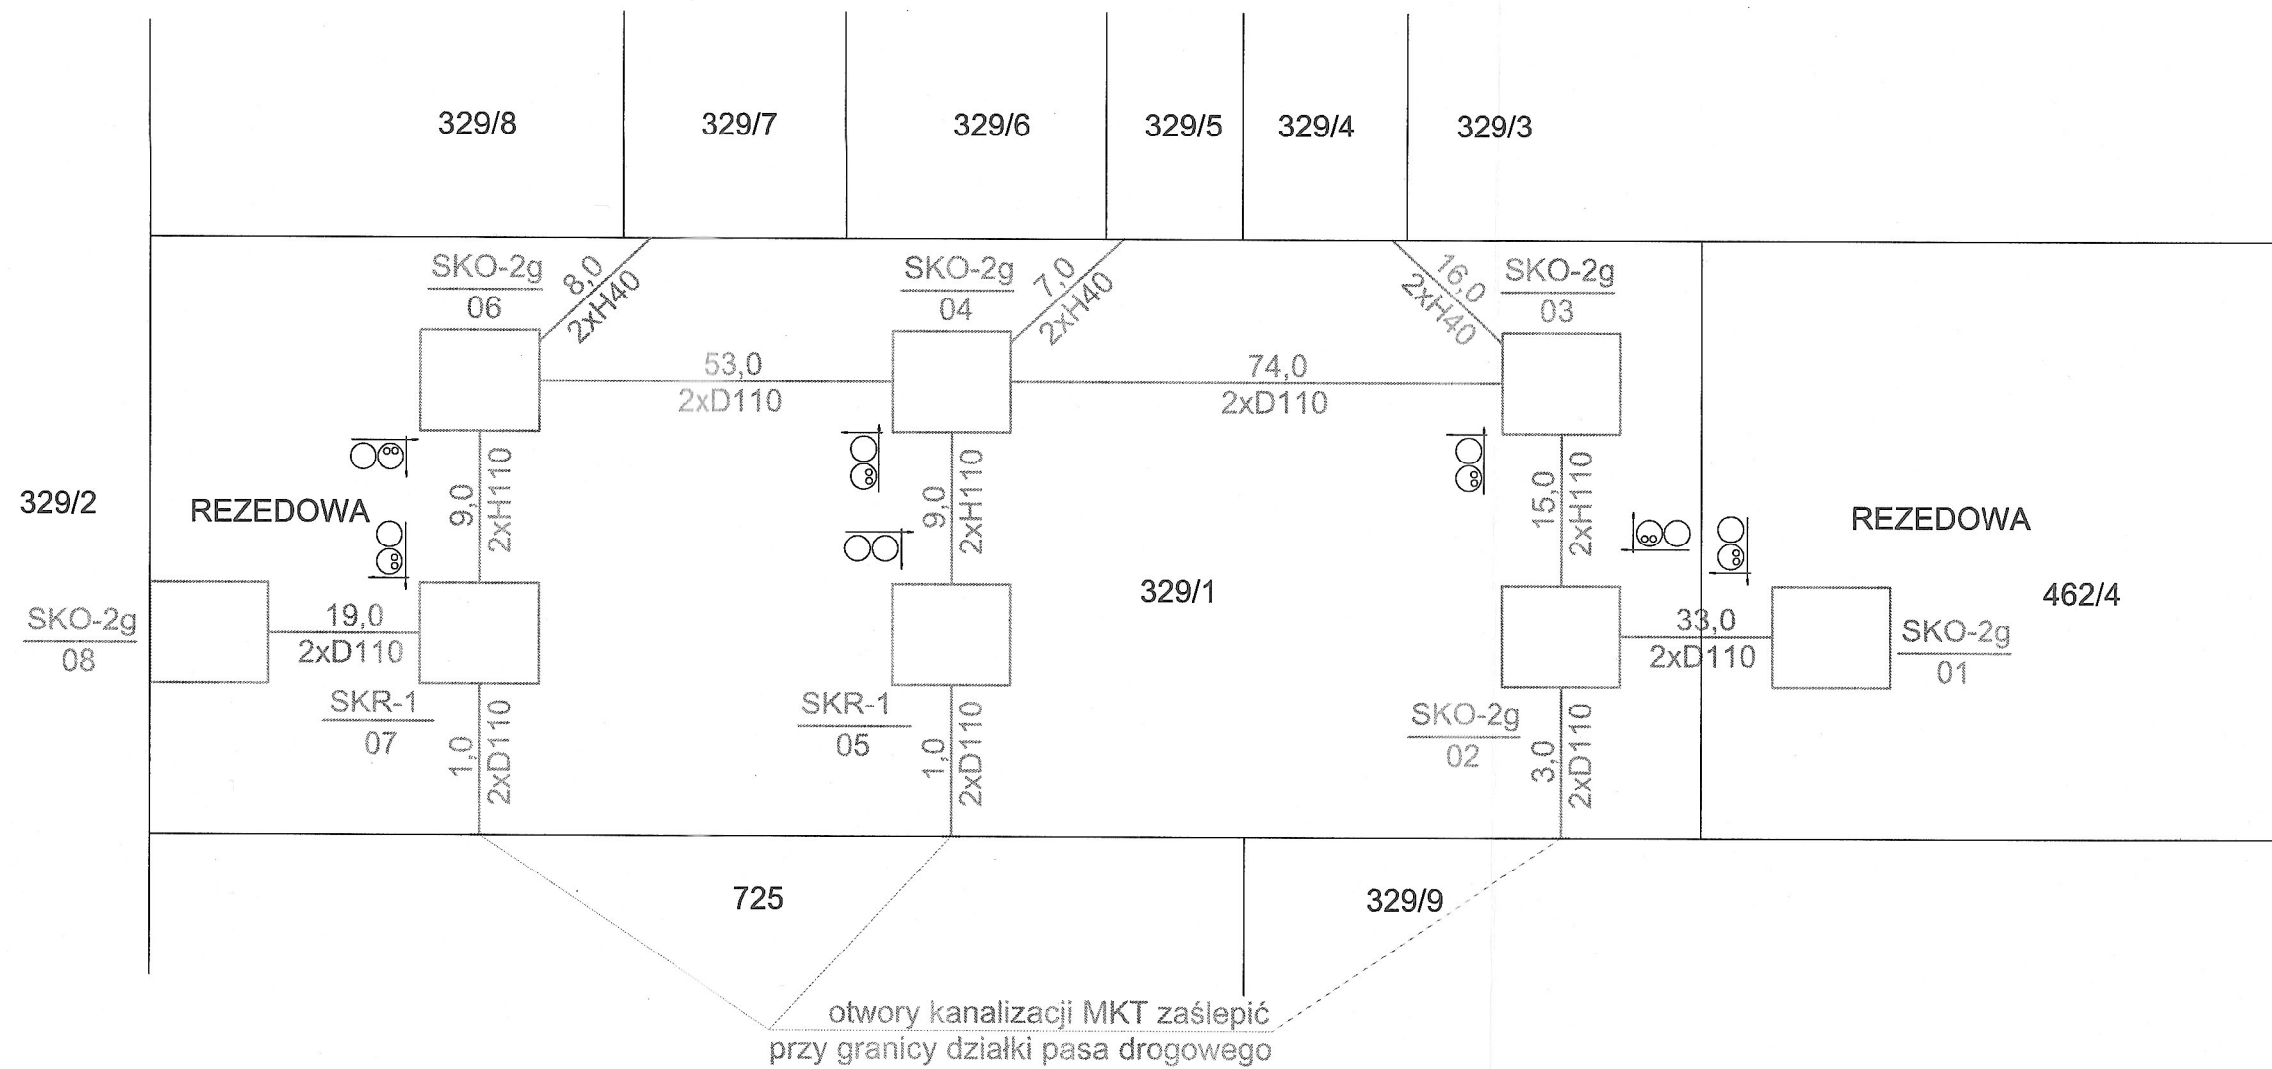 329/8
329/7
329/6
329/5
329/4
329/3
SKO-2g
06
8,0
2xH40
SKO-2g
04
7,0
2xH40
16,0
2xH40
SKO-2g
03
53,0
2xD110
74,0
2xD110
9,0
2xH110
9,0
2xH110
15,0
2xH110
329/2
REZEDOWA
REZEDOWA
329/1
462/4
SKO-2g
08
19,0
2xD110
33,0
2xD110
SKO-2g
01
SKR-1
07
1,0
2xD110
SKR-1
05
1,0
2xD110
SKO-2g
02
3,0
2xD110
725
329/9
otwory kanalizacji MKT zaślepić
przy granicy działki pasa drogowego